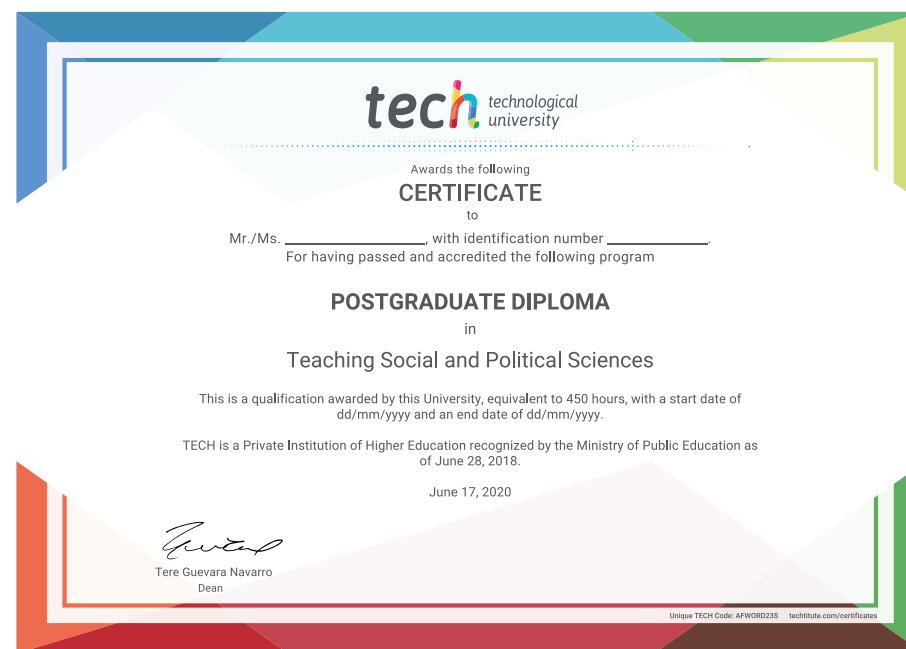 tech technological
university
Awards the following
CERTIFICATE
to
Mr./Ms. ____________________, with identification number ______________.
For having passed and accredited the following program
POSTGRADUATE DIPLOMA
in
Teaching Social and Political Sciences
This is a qualification awarded by this University, equivalent to 450 hours, with a start date of
dd/mm/yyyy and an end date of dd/mm/yyyy.
TECH is a Private Institution of Higher Education recognized by the Ministry of Public Education as
of June 28, 2018.
June 17, 2020
Tere Guevara Navarro
Dean
Unique TECH Code: AFWORD235 techtitute.com/certificates